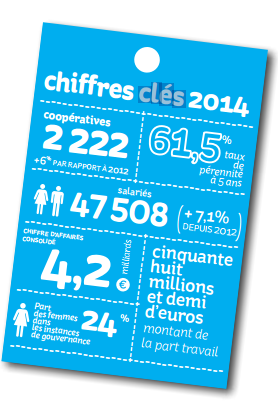 chiffres clés 2014
coopératives
2 222
+6% PAR RAPPORT À 2012
61,5%
taux
de
pérennité
à 5 ans
salariés
47 508
(+ 7,1%
DEPUIS 2012)
CHIFFRE D'AFFAIRES
CONSOLIDÉ
4,2 milliards
€
cinquante
huit
millions
et demi
d'euros
montant de
la part travail
Part
des femmes
dans
les instances
de gouvernance
24 %